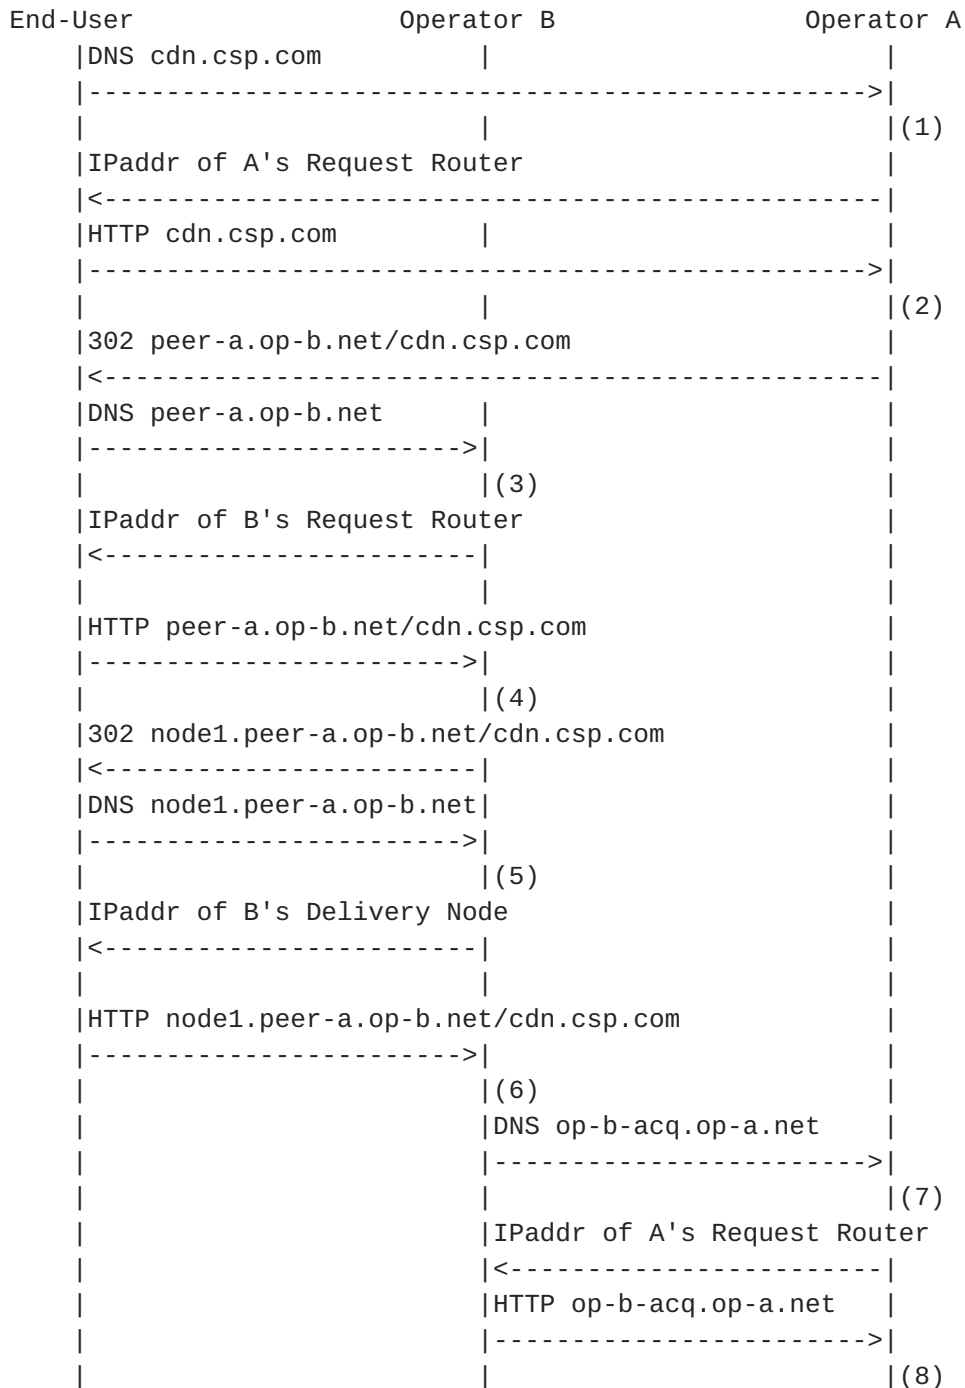 End-User                 Operator B                Operator A
    |DNS cdn.csp.com          |                         |
    |-------------------------------------------------->|
    |                         |                         |(1)
    |IPaddr of A's Request Router                       |
    |<--------------------------------------------------|
    |HTTP cdn.csp.com         |                         |
    |-------------------------------------------------->|
    |                         |                         |(2)
    |302 peer-a.op-b.net/cdn.csp.com                    |
    |<--------------------------------------------------|
    |DNS peer-a.op-b.net      |                         |
    |------------------------>|                         |
    |                         |(3)                      |
    |IPaddr of B's Request Router                       |
    |<------------------------|                         |
    |                         |                         |
    |HTTP peer-a.op-b.net/cdn.csp.com                   |
    |------------------------>|                         |
    |                         |(4)                      |
    |302 node1.peer-a.op-b.net/cdn.csp.com              |
    |<------------------------|                         |
    |DNS node1.peer-a.op-b.net|                         |
    |------------------------>|                         |
    |                         |(5)                      |
    |IPaddr of B's Delivery Node                        |
    |<------------------------|                         |
    |                         |                         |
    |HTTP node1.peer-a.op-b.net/cdn.csp.com             |
    |------------------------>|                         |
    |                         |(6)                      |
    |                         |DNS op-b-acq.op-a.net    |
    |                         |------------------------>|
    |                         |                         |(7)
    |                         |IPaddr of A's Request Router
    |                         |<------------------------|
    |                         |HTTP op-b-acq.op-a.net   |
    |                         |------------------------>|
    |                         |                         |(8)